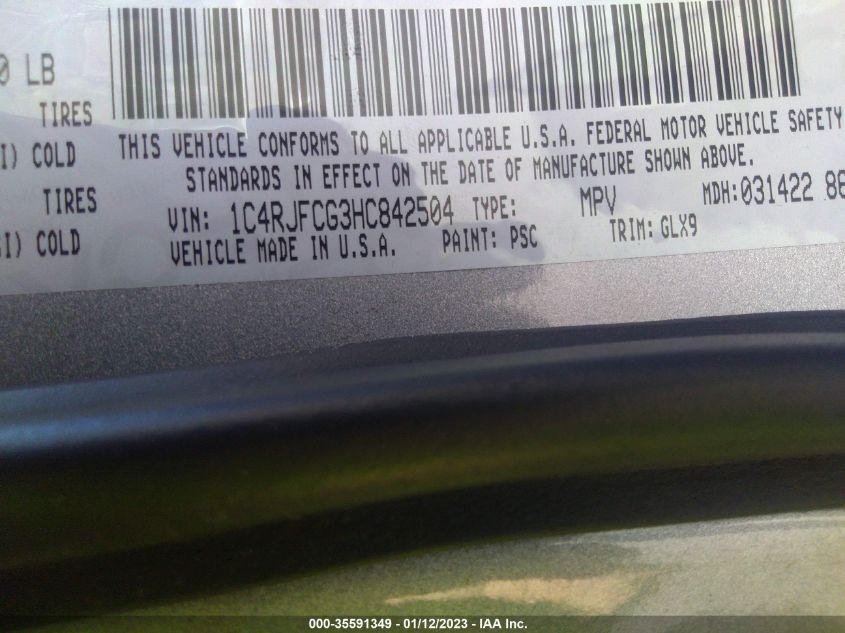 0 LB
TIRES
I) COLD
TIRES
SI) COLD
THIS VEHICLE CONFORMS TO ALL APPLICABLE U.S.A. FEDERAL MOTOR VEHICLE SAFETY
STANDARDS IN EFFECT ON THE DATE OF MANUFACTURE SHOWN ABOVE.
VIN: 1C4RJFCG3HC842504 TYPE: MPV MDH:031422 86
VEHICLE MADE IN U.S.A. PAINT: PSC TRIM: GLX9
000-35591349 - 01/12/2023 - IAA Inc.